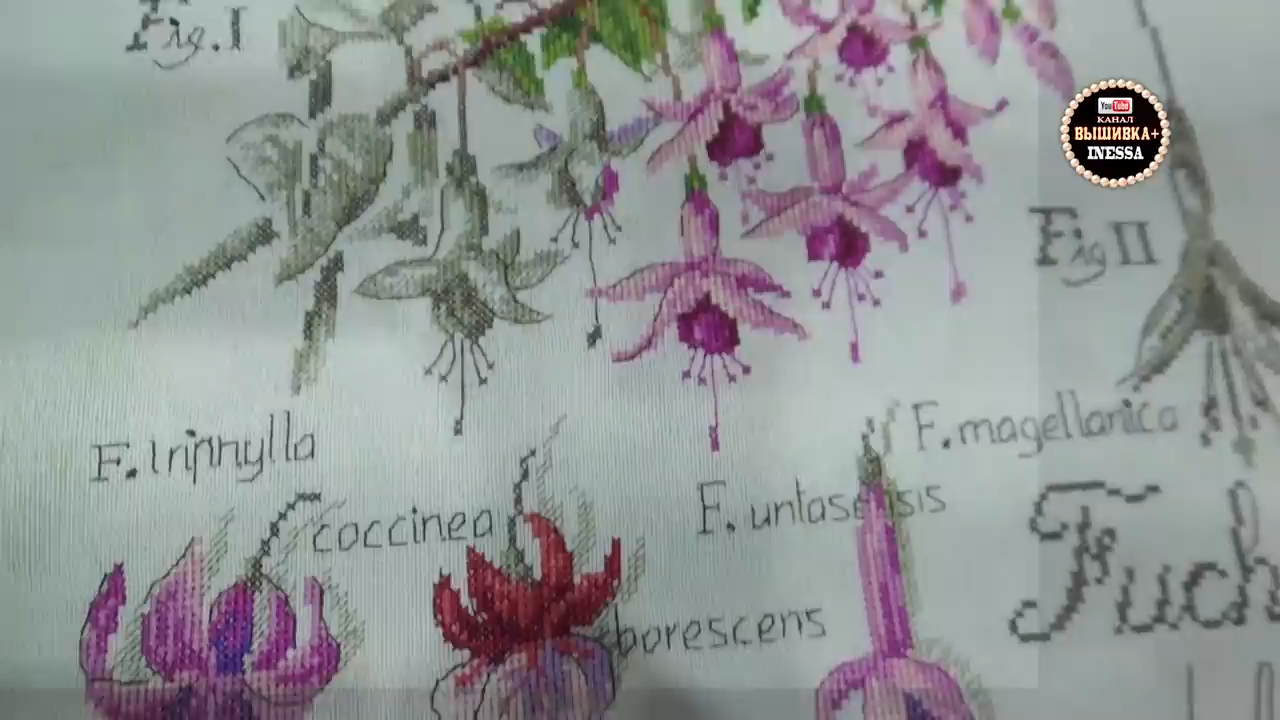 Fig. I
YouTube
КАНАЛ
ВЫШИВКА+
INESSA
Fig II
F. triphylla
F. magellanica
coccinea
F. untasensis
Fuch
borescens